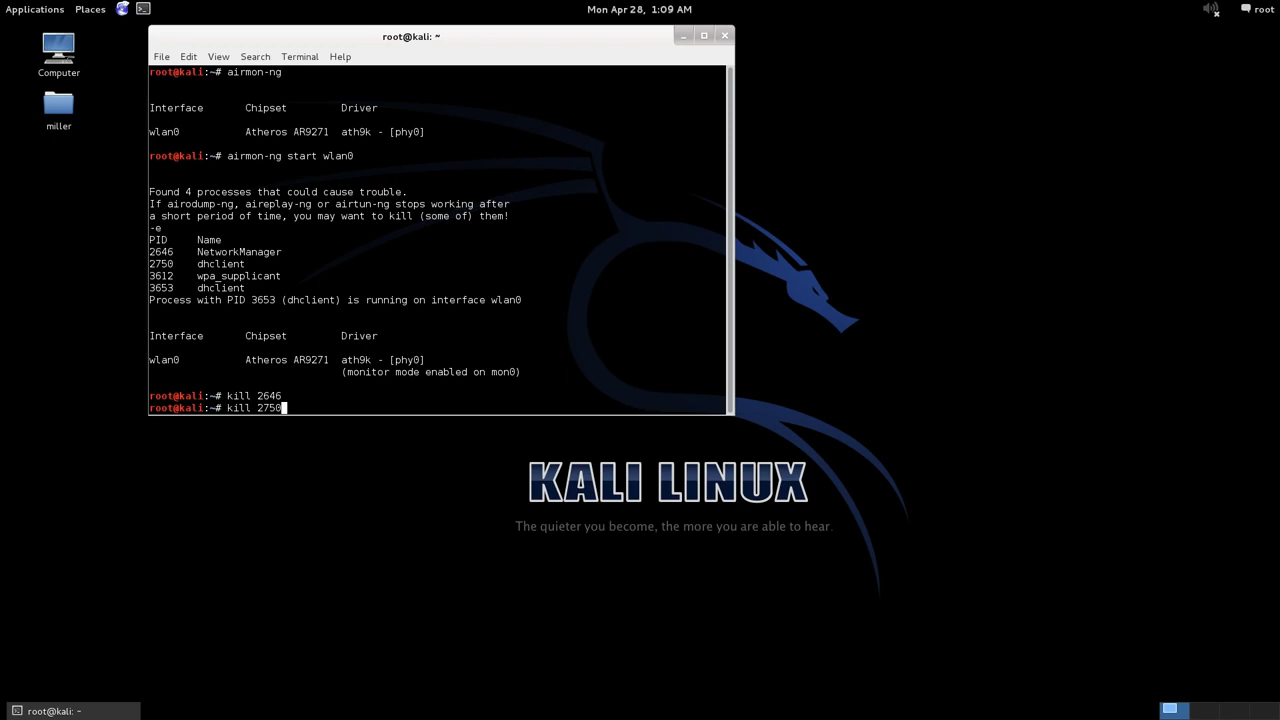 Applications Places
Mon Apr 28, 1:09 AM
root
Computer
miller
root@kali: ~
File Edit View Search Terminal Help
root@kali:~# airmon-ng
Interface Chipset Driver
wlan0 Atheros AR9271 ath9k - [phy0]
root@kali:~# airmon-ng start wlan0
Found 4 processes that could cause trouble.
If airodump-ng, aireplay-ng or airtun-ng stops working after
a short period of time, you may want to kill (some of) them!
-e
PID Name
2646 NetworkManager
2750 dhclient
3612 wpa_supplicant
3653 dhclient
Process with PID 3653 (dhclient) is running on interface wlan0
Interface Chipset Driver
wlan0 Atheros AR9271 ath9k - [phy0]
(monitor mode enabled on mon0)
root@kali:~# kill 2646
root@kali:~# kill 2750
KALI LINUX
The quieter you become, the more you are able to hear.
root@kali: ~